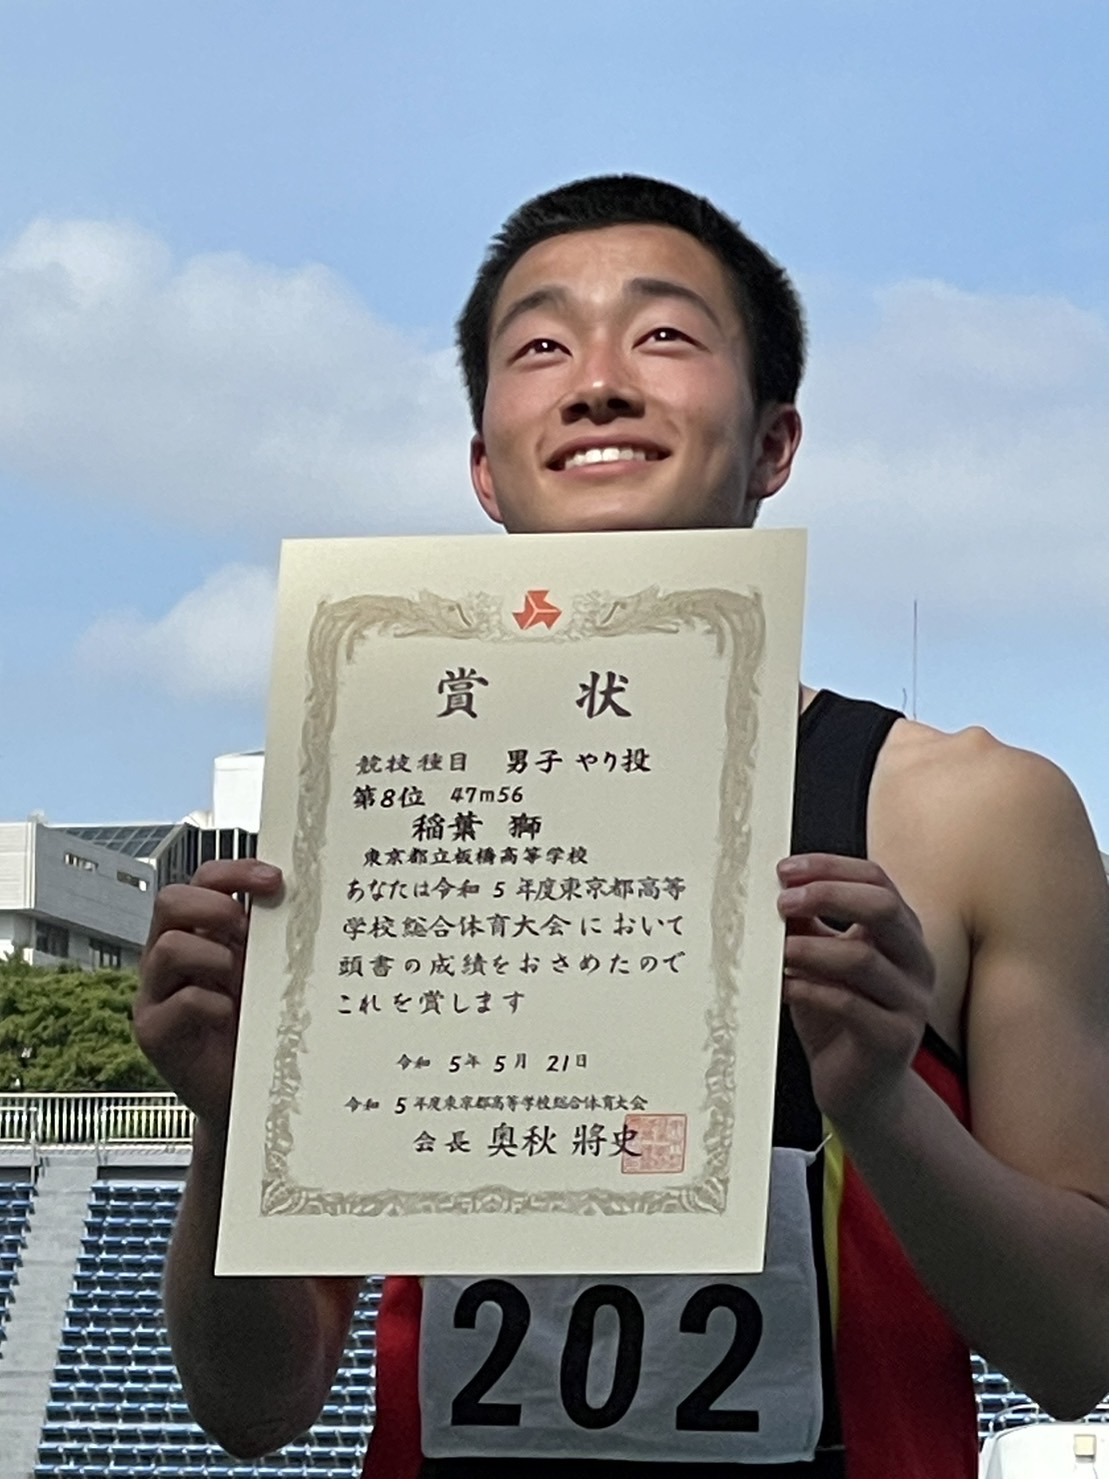 賞 状
競技種目 男子 やり投
第8位 47m56
稲葉 獅
東京都立板橋高等学校
あなたは令和 5 年度東京都高等
学校総合体育大会において
頭書の成績をおさめたので
これを賞します
令和 5年 5月 21日
令和 5 年度東京都高等学校総合体育大会
会長 奥秋 將史
202